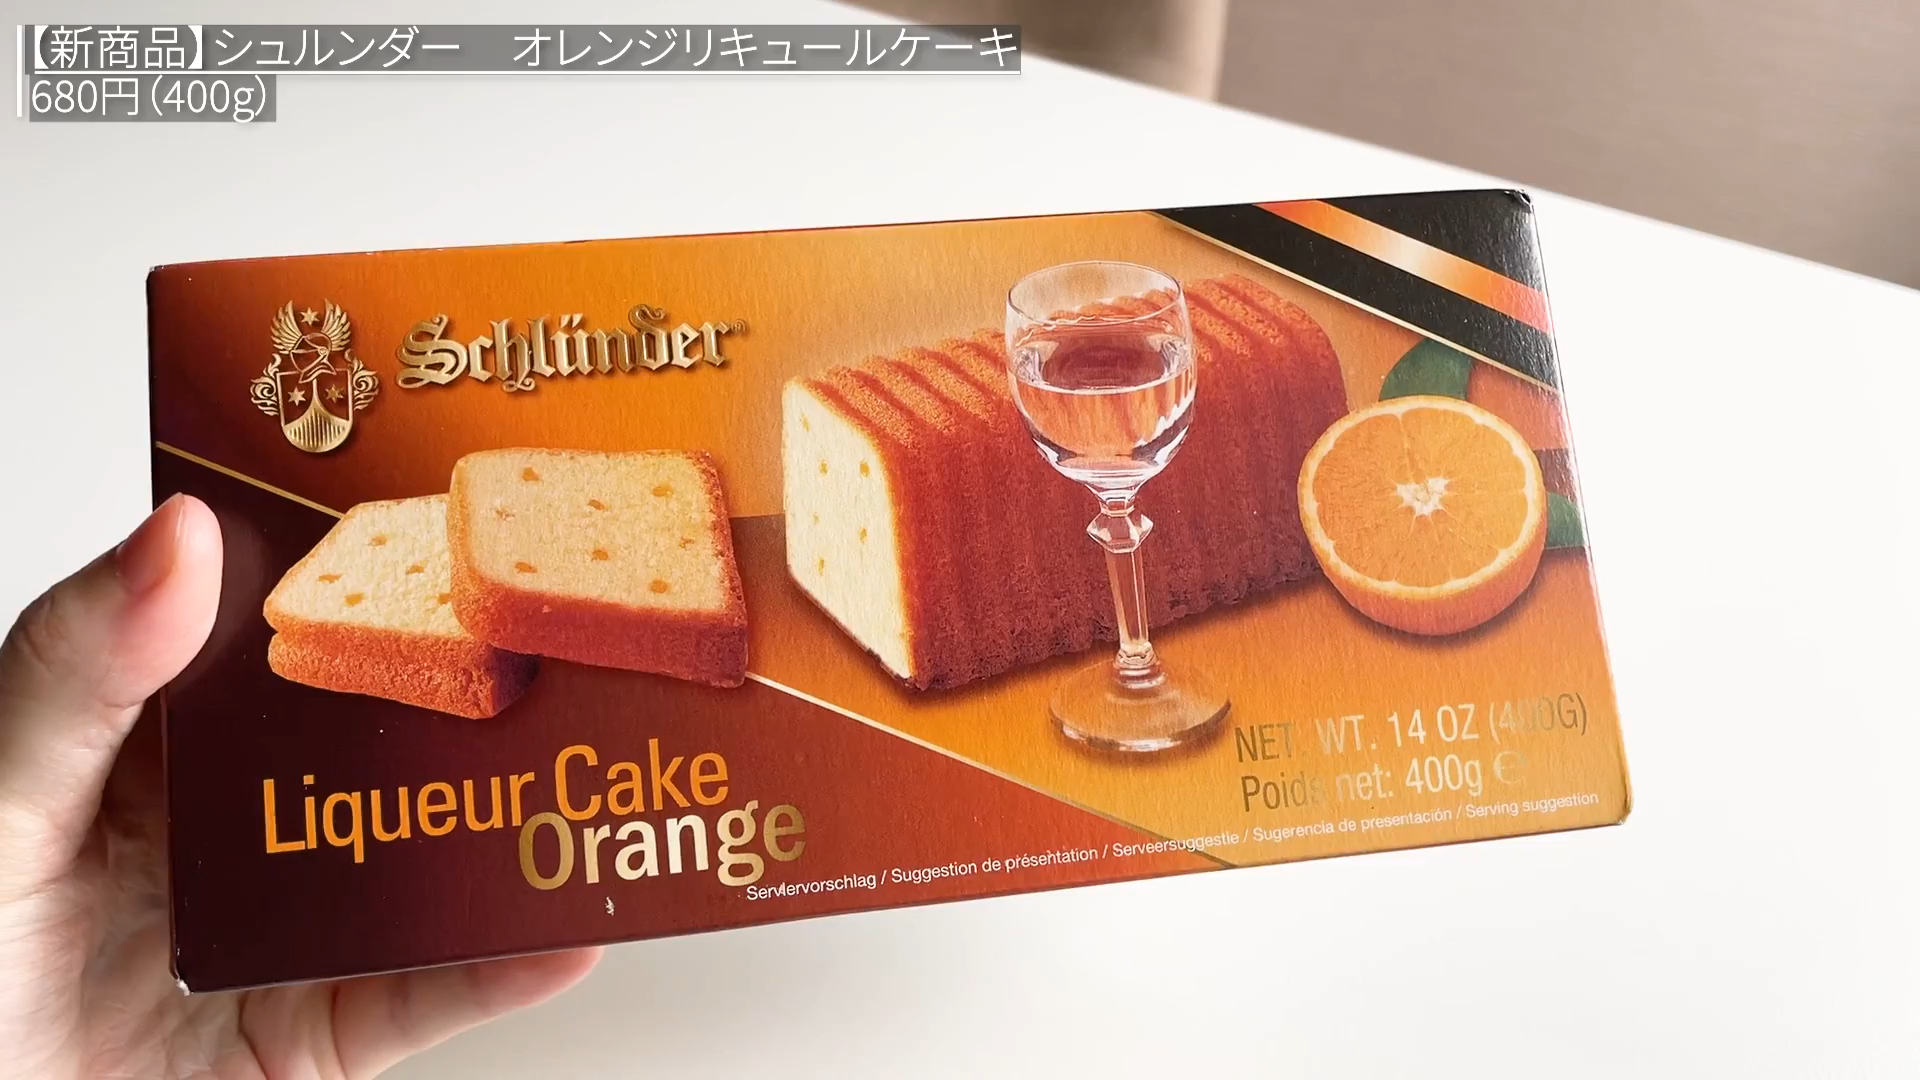 【新商品】シュルンダー　オレンジリキュールケーキ
680円（400g）
Schlünder®
Liqueur Cake
Orange
NET. WT. 14 OZ (400G)
Poids net: 400g ℮
Serviervorschlag / Suggestion de présentation / Serveersuggestie / Sugerencia de presentación / Serving suggestion